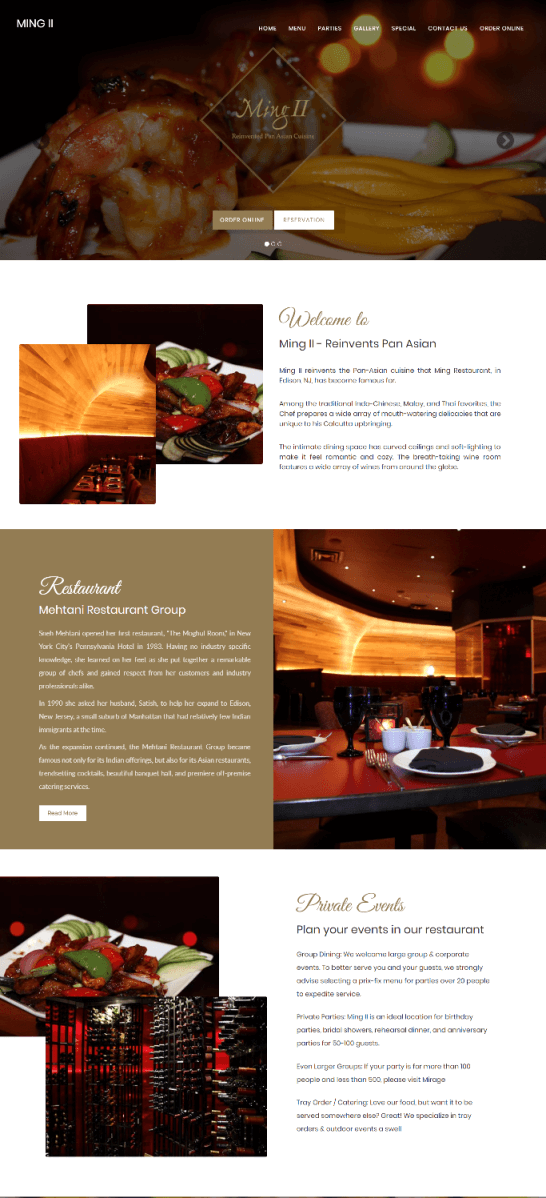 MING II
HOME MENU PARTIES GALLERY SPECIAL CONTACT US ORDER ONLINE
Ming II
Reinvented Pan Asian Cuisine
ORDER ONLINE RESERVATION
Welcome to
Ming II - Reinvents Pan Asian
Ming II reinvents the Pan-Asian cuisine that Ming Restaurant, in
Edison, NJ, has become famous for.
Among the traditional Indo-Chinese, Malay, and Thai favorites, the
Chef prepares a wide array of mouth-watering delicacies that are
unique to his Calcutta upbringing.
The intimate dining space has curved ceilings and soft-lighting to
make it feel romantic and cozy. The breath-taking wine room
features a wide array of wines from around the globe.
Restaurant
Mehtani Restaurant Group
Sneh Mehtani opened her first restaurant, "The Moghul Room," in New
York City's Pennsylvania Hotel in 1983. Having no industry specific
knowledge, she learned on her feet as she put together a remarkable
group of chefs and gained respect from her customers and industry
professionals alike.
In 1990 she asked her husband, Satish, to help her expand to Edison,
New Jersey, a small suburb of Manhattan that had relatively few Indian
immigrants at the time.
As the expansion continued, the Mehtani Restaurant Group became
famous not only for its Indian offerings, but also for its Asian restaurants,
trendsetting cocktails, beautiful banquet hall, and premiere off-premise
catering services.
Read More
Private Events
Plan your events in our restaurant
Group Dining: We welcome large group & corporate
events. To better serve you and your guests, we strongly
advise selecting a prix-fix menu for parties over 20 people
to expedite service.
Private Parties: Ming II is an ideal location for birthday
parties, bridal showers, rehearsal dinner, and anniversary
parties for 50-100 guests.
Even Larger Groups: If your party is for more than 100
people and less than 500, please visit Mirage
Tray Order / Catering: Love our food, but want it to be
served somewhere else? Great! We specialize in tray
orders & outdoor events a swell